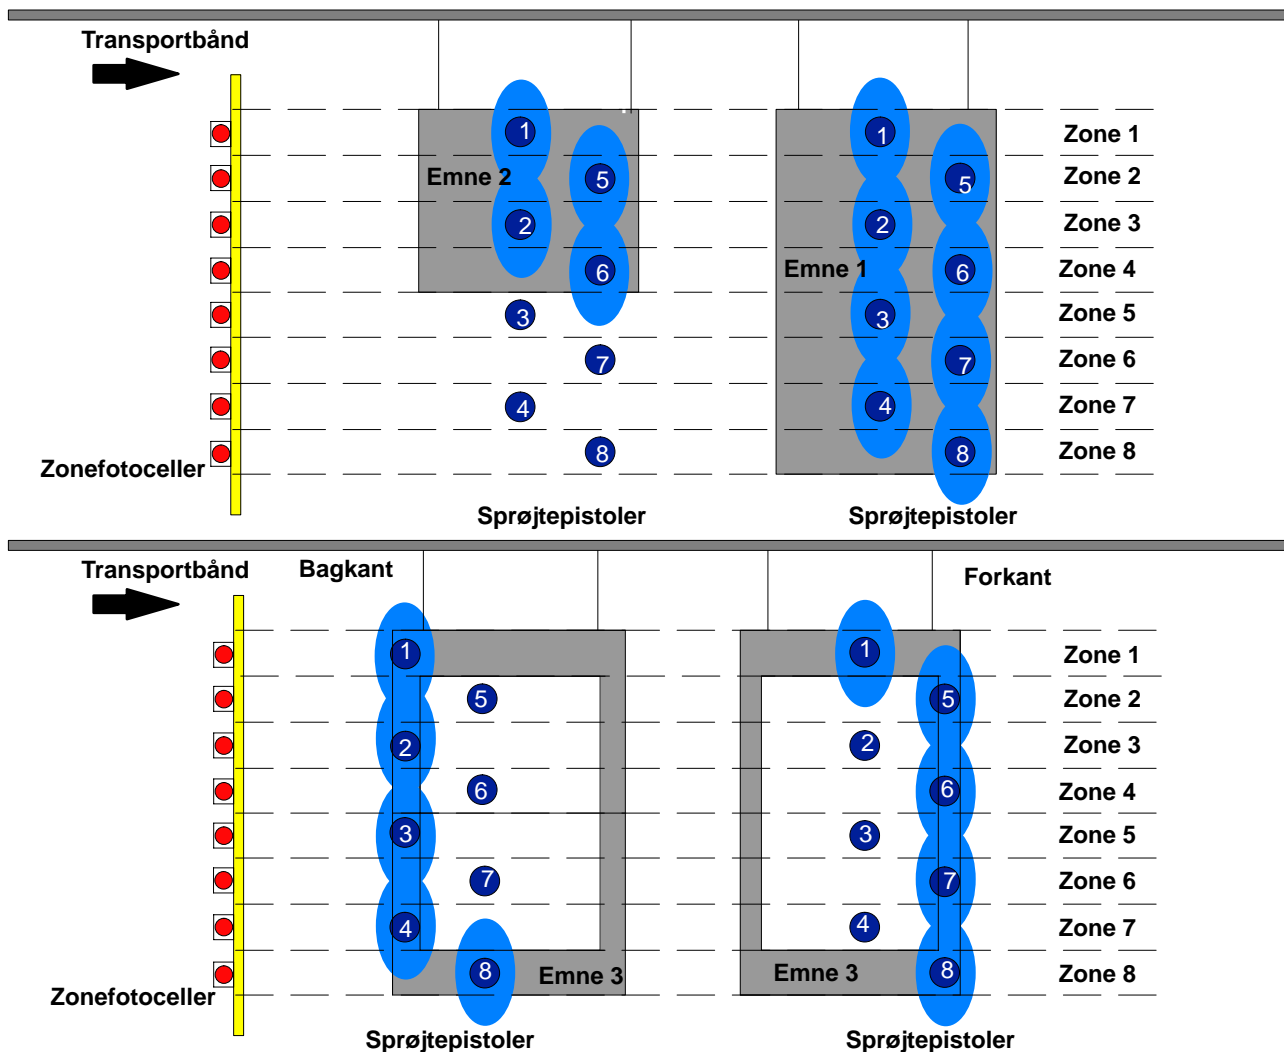 Transportbånd
1
Zone 1
Emne 2
5
Zone 2
1
5
2
Zone 3
2
6
Emne 1
6
Zone 4
3
Zone 5
3
7
Zone 6
7
4
Zone 7
4
8
Zone 8
8
Zonefotoceller
Sprøjtepistoler
Sprøjtepistoler
Transportbånd
Bagkant
Forkant
1
1
Zone 1
5
5
Zone 2
2
2
Zone 3
6
6
Zone 4
3
3
Zone 5
7
7
Zone 6
4
4
Zone 7
8
Emne 3
Emne 3
8
Zone 8
Zonefotoceller
Sprøjtepistoler
Sprøjtepistoler